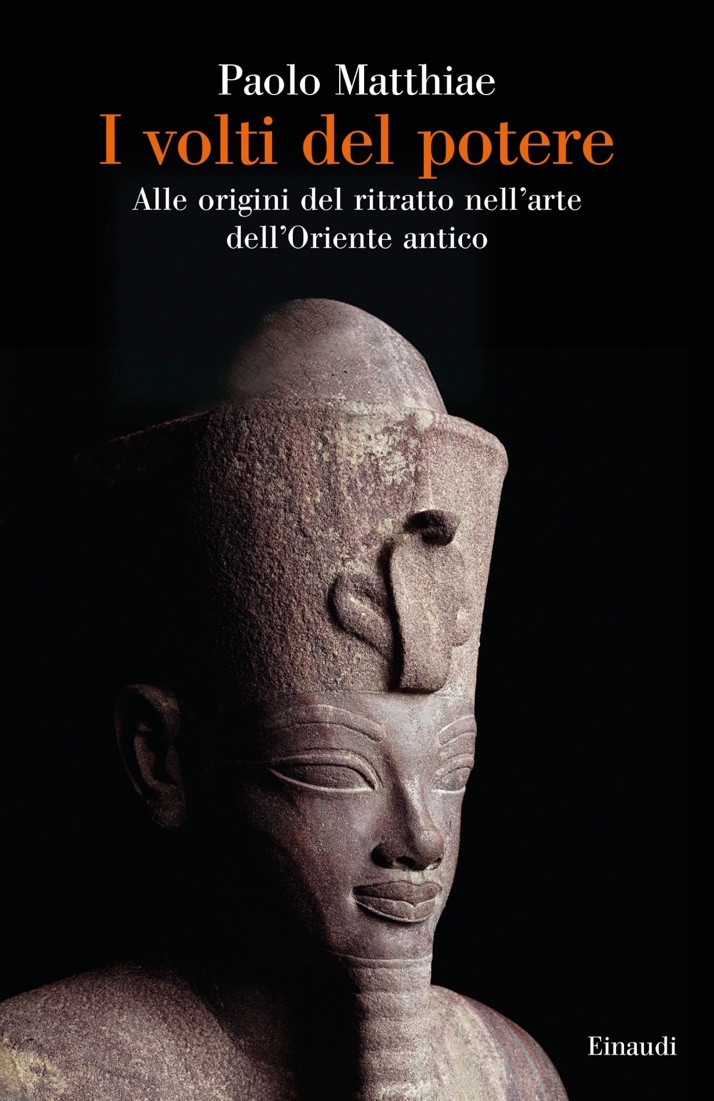 Paolo Matthiae
I volti del potere
Alle origini del ritratto nell’arte
dell’Oriente antico
Einaudi